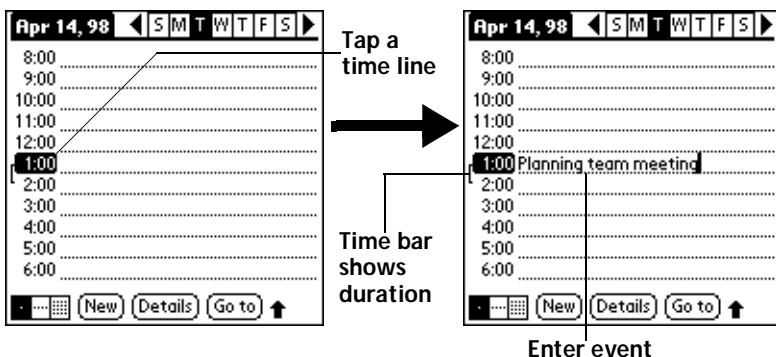 Apr 14, 98 S M T W T F S
8:00
9:00
10:00
11:00
12:00
1:00
2:00
3:00
4:00
5:00
6:00
New Details Go to
Tap a
time line
Time bar
shows
duration
Apr 14, 98 S M T W T F S
8:00
9:00
10:00
11:00
12:00
1:00 Planning team meeting
2:00
3:00
4:00
5:00
6:00
New Details Go to
Enter event